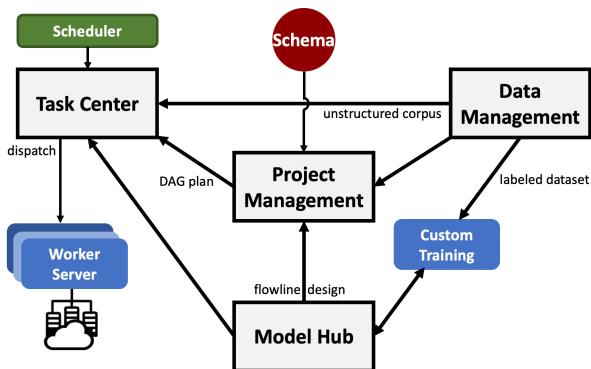 Scheduler
Schema
Task Center
Data
Management
unstructured corpus
dispatch
DAG plan
Project
Management
labeled dataset
Worker
Server
Custom
Training
flowline design
Model Hub